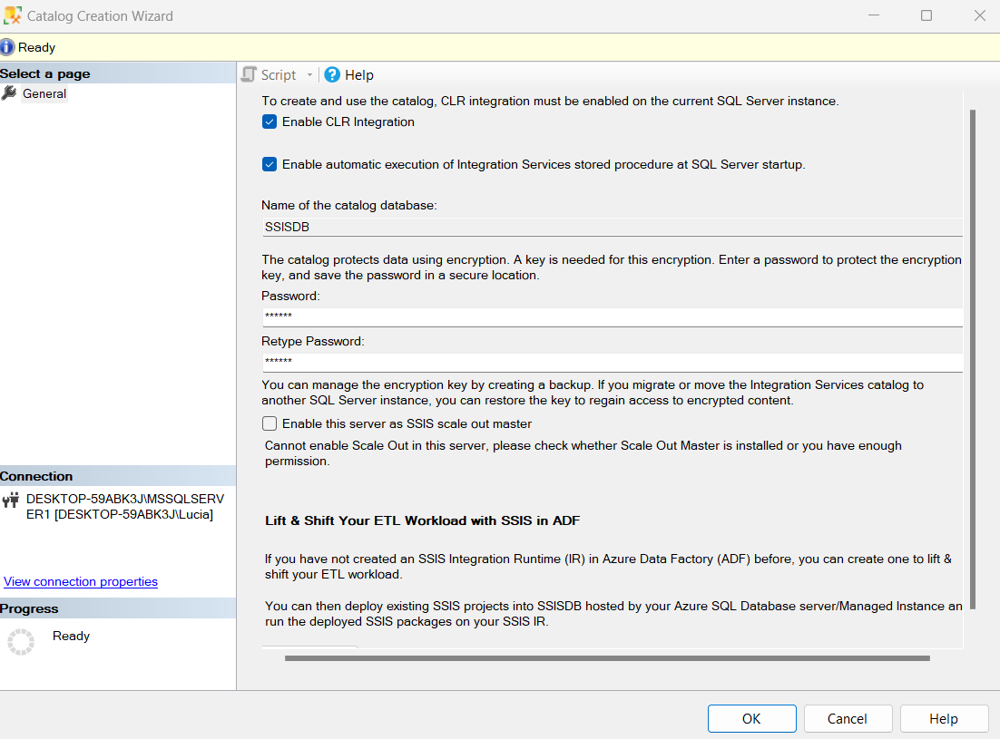 Catalog Creation Wizard
Ready
Select a page
General
Script
Help
To create and use the catalog, CLR integration must be enabled on the current SQL Server instance.
Enable CLR Integration
Enable automatic execution of Integration Services stored procedure at SQL Server startup.
Name of the catalog database:
SSISDB
The catalog protects data using encryption. A key is needed for this encryption. Enter a password to protect the encryption
key, and save the password in a secure location.
Password:
******
Retype Password:
******
You can manage the encryption key by creating a backup. If you migrate or move the Integration Services catalog to
another SQL Server instance, you can restore the key to regain access to encrypted content.
Enable this server as SSIS scale out master
Cannot enable Scale Out in this server, please check whether Scale Out Master is installed or you have enough
permission.
Lift & Shift Your ETL Workload with SSIS in ADF
If you have not created an SSIS Integration Runtime (IR) in Azure Data Factory (ADF) before, you can create one to lift &
shift your ETL workload.
You can then deploy existing SSIS projects into SSISDB hosted by your Azure SQL Database server/Managed Instance an
run the deployed SSIS packages on your SSIS IR.
Connection
DESKTOP-59ABK3J\MSSQLSERV
ER1 [DESKTOP-59ABK3J\Lucia]
View connection properties
Progress
Ready
OK
Cancel
Help